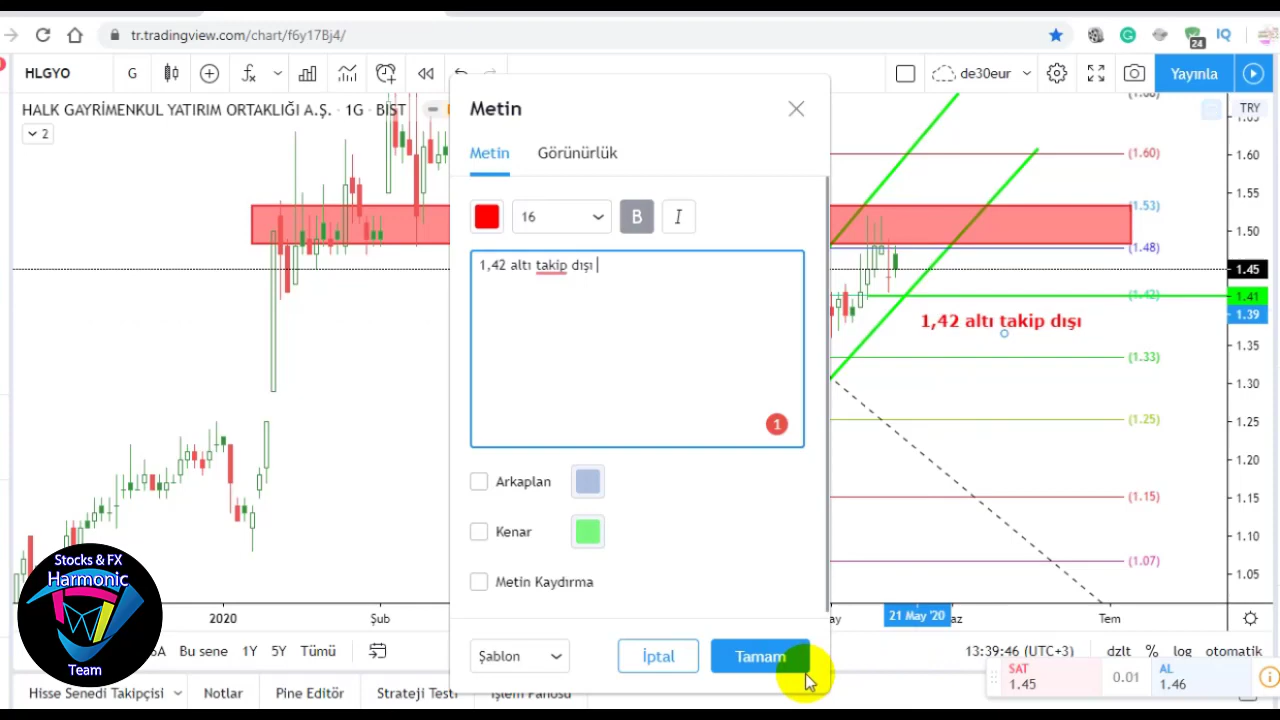 tr.tradingview.com/chart/f6y17Bj4/
24
IQ
HLGYO
G
de30eur
Yayınla
HALK GAYRİMENKUL YATIRIM ORTAKLIĞI A.Ş. · 1G · BİST
2
Metin
Metin
Görünürlük
16
B
I
1,42 altı takip dışı
1
Arkaplan
Kenar
Metin Kaydırma
Şablon
İptal
Tamam
TRY
1.60
1.55
1.50
1.45
1.41
1.39
1.35
1.30
1.25
1.20
1.15
1.10
1.05
(1.60)
(1.53)
(1.48)
(1.42)
1,42 altı takip dışı
(1.33)
(1.25)
(1.15)
(1.07)
2020
Şub
21 May '20
Tem
Bu sene
1Y
5Y
Tümü
13:39:46 (UTC+3)
dzlt
%
log
otomatik
Hisse Senedi Takipçisi
Notlar
Pine Editör
Strateji Testi
İşlem Panosu
SAT
1.45
0.01
AL
1.46
Stocks & FX
Harmonic
Team